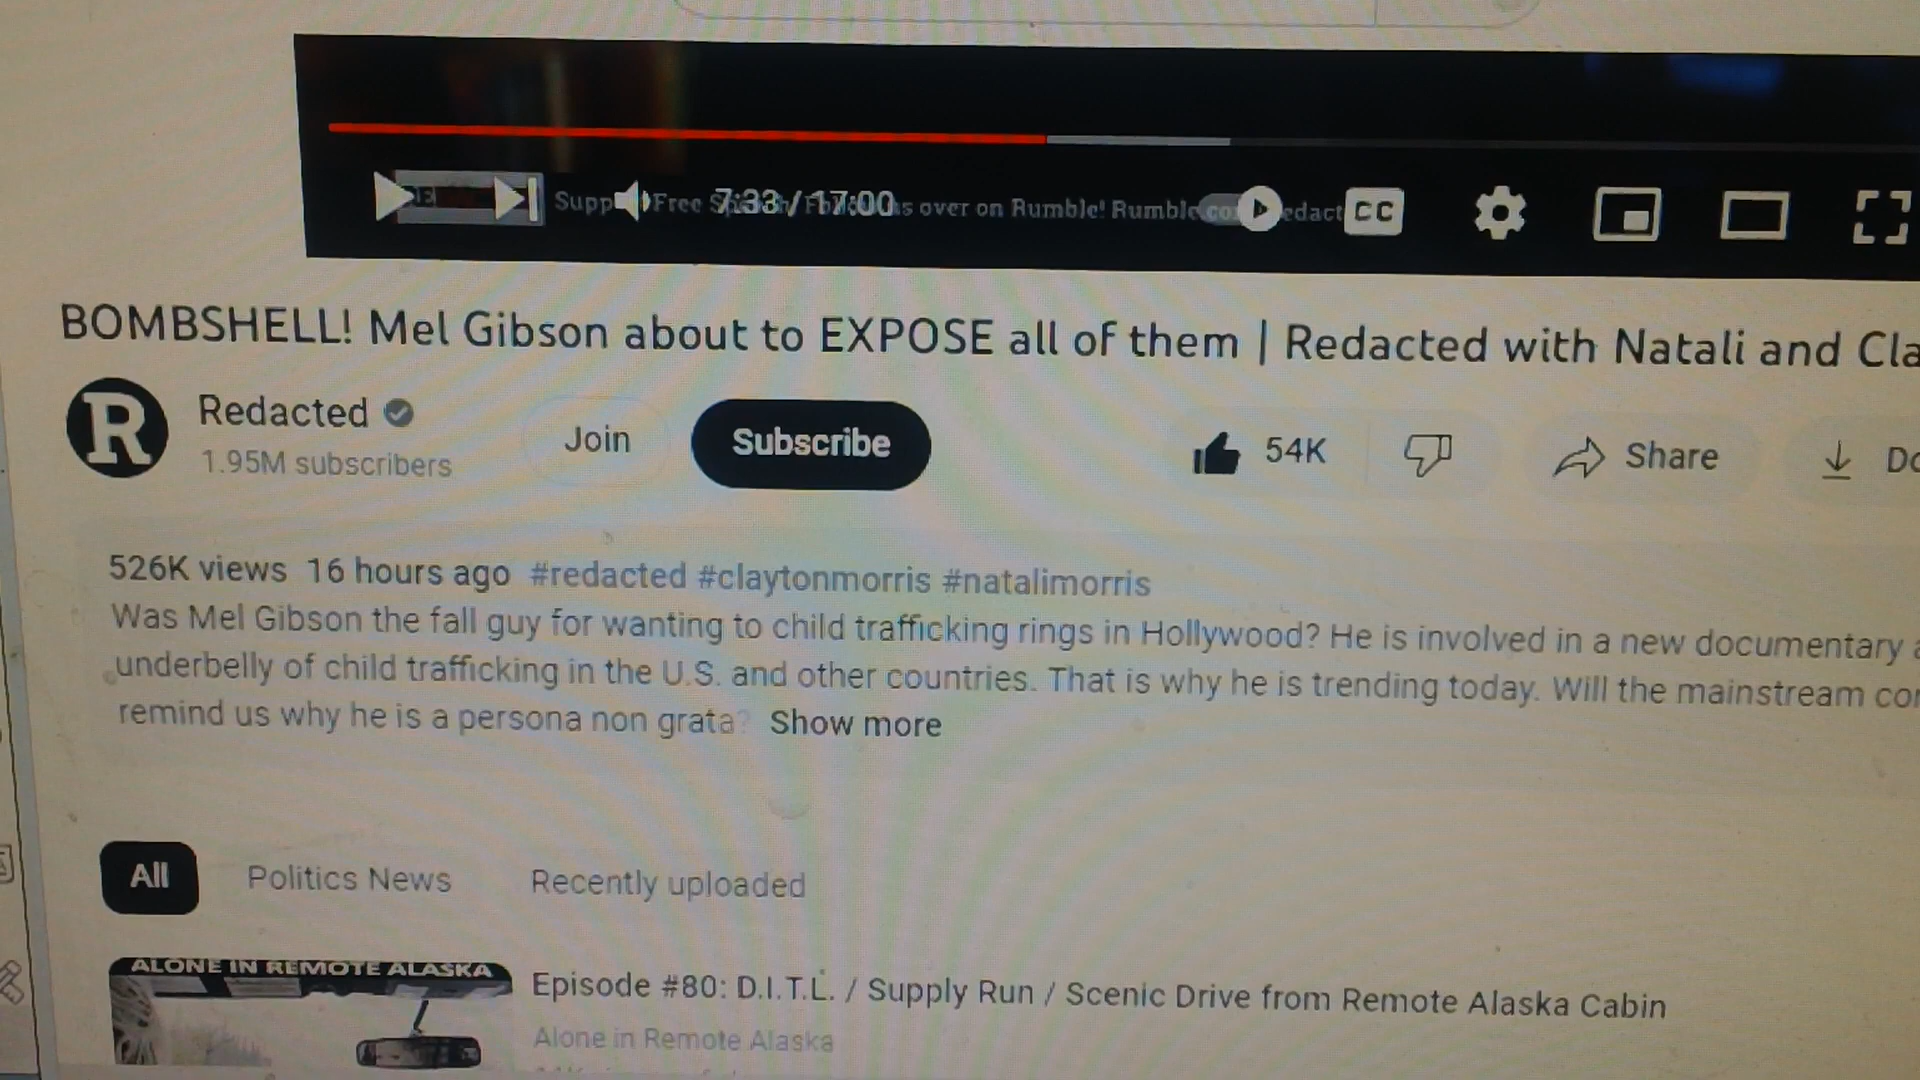 Supp Free 7:33 / 17:00 s over on Rumble! Rumble CC
BOMBSHELL! Mel Gibson about to EXPOSE all of them | Redacted with Natali and Cla
R
Redacted
1.95M subscribers
Join
Subscribe
54K
Share
Do
526K views 16 hours ago #redacted #claytonmorris #natalimorris
Was Mel Gibson the fall guy for wanting to child trafficking rings in Hollywood? He is involved in a new documentary a
underbelly of child trafficking in the U.S. and other countries. That is why he is trending today. Will the mainstream cor
remind us why he is a persona non grata? Show more
All
Politics News
Recently uploaded
ALONE IN REMOTE ALASKA
Episode #80: D.I.T.L. / Supply Run / Scenic Drive from Remote Alaska Cabin
Alone in Remote Alaska